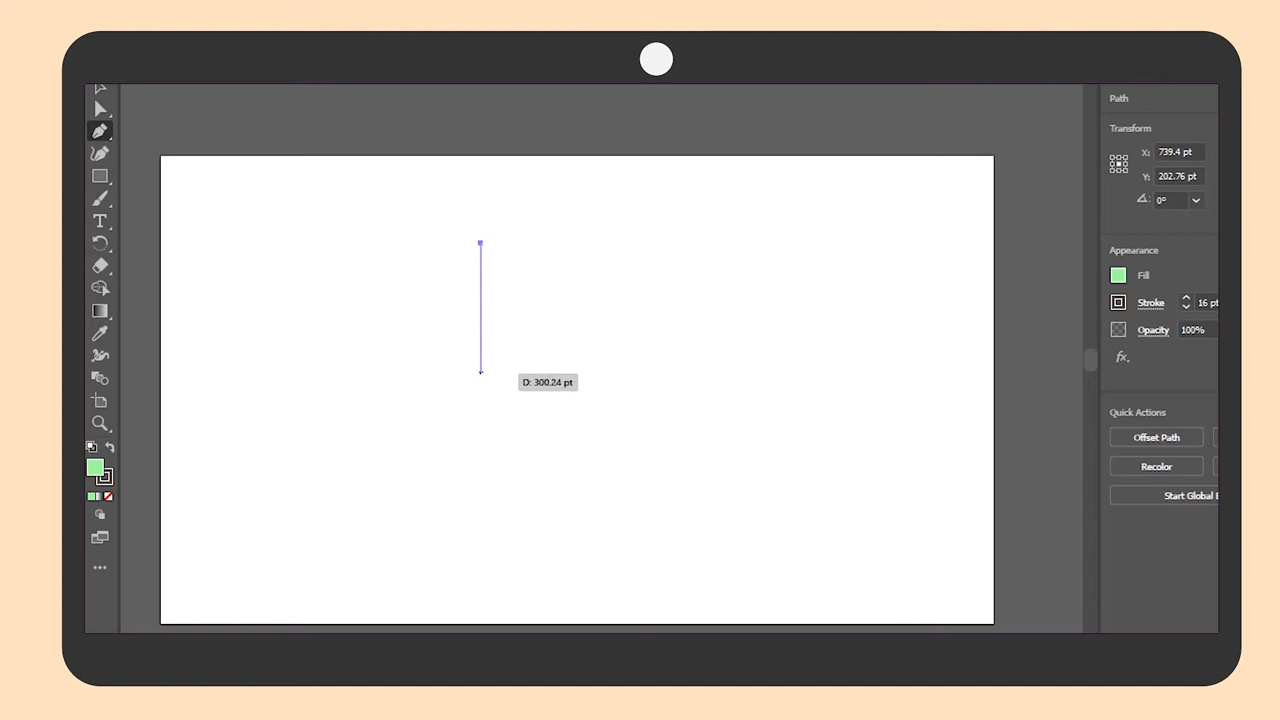 Path
Transform
X: 739.4 pt
Y: 202.76 pt
0°
Appearance
Fill
Stroke 16 pt
Opacity 100%
fx.
D: 300.24 pt
Quick Actions
Offset Path
Recolor
Start Global